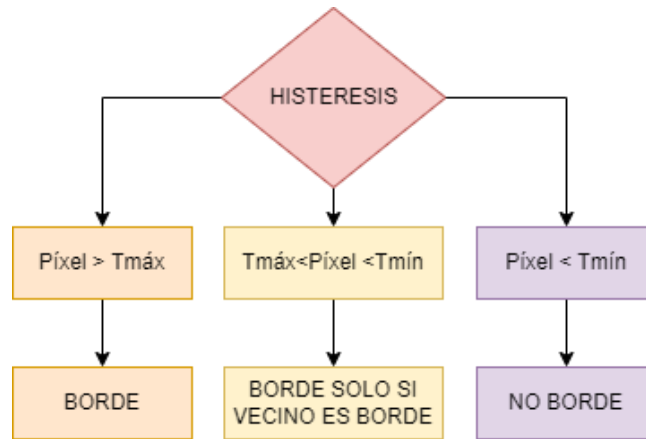 HISTERESIS
Píxel > Tmáx
Tmáx<Píxel <Tmín
Píxel < Tmín
BORDE
BORDE SOLO SI
VECINO ES BORDE
NO BORDE